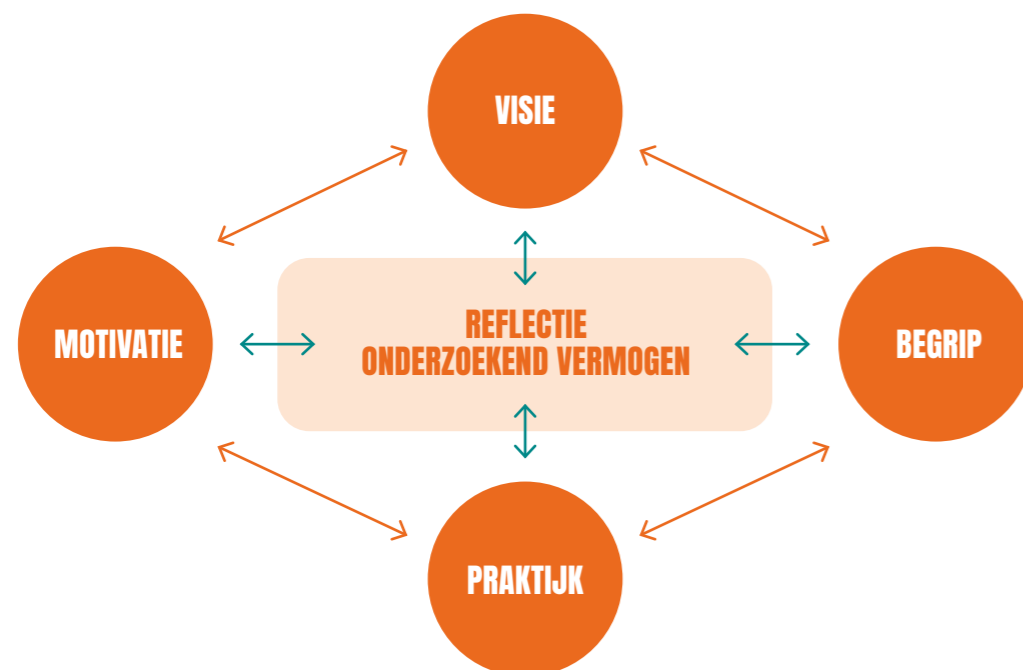 VISIE
MOTIVATIE
REFLECTIE
ONDERZOEKEND VERMOGEN
BEGRIP
PRAKTIJK